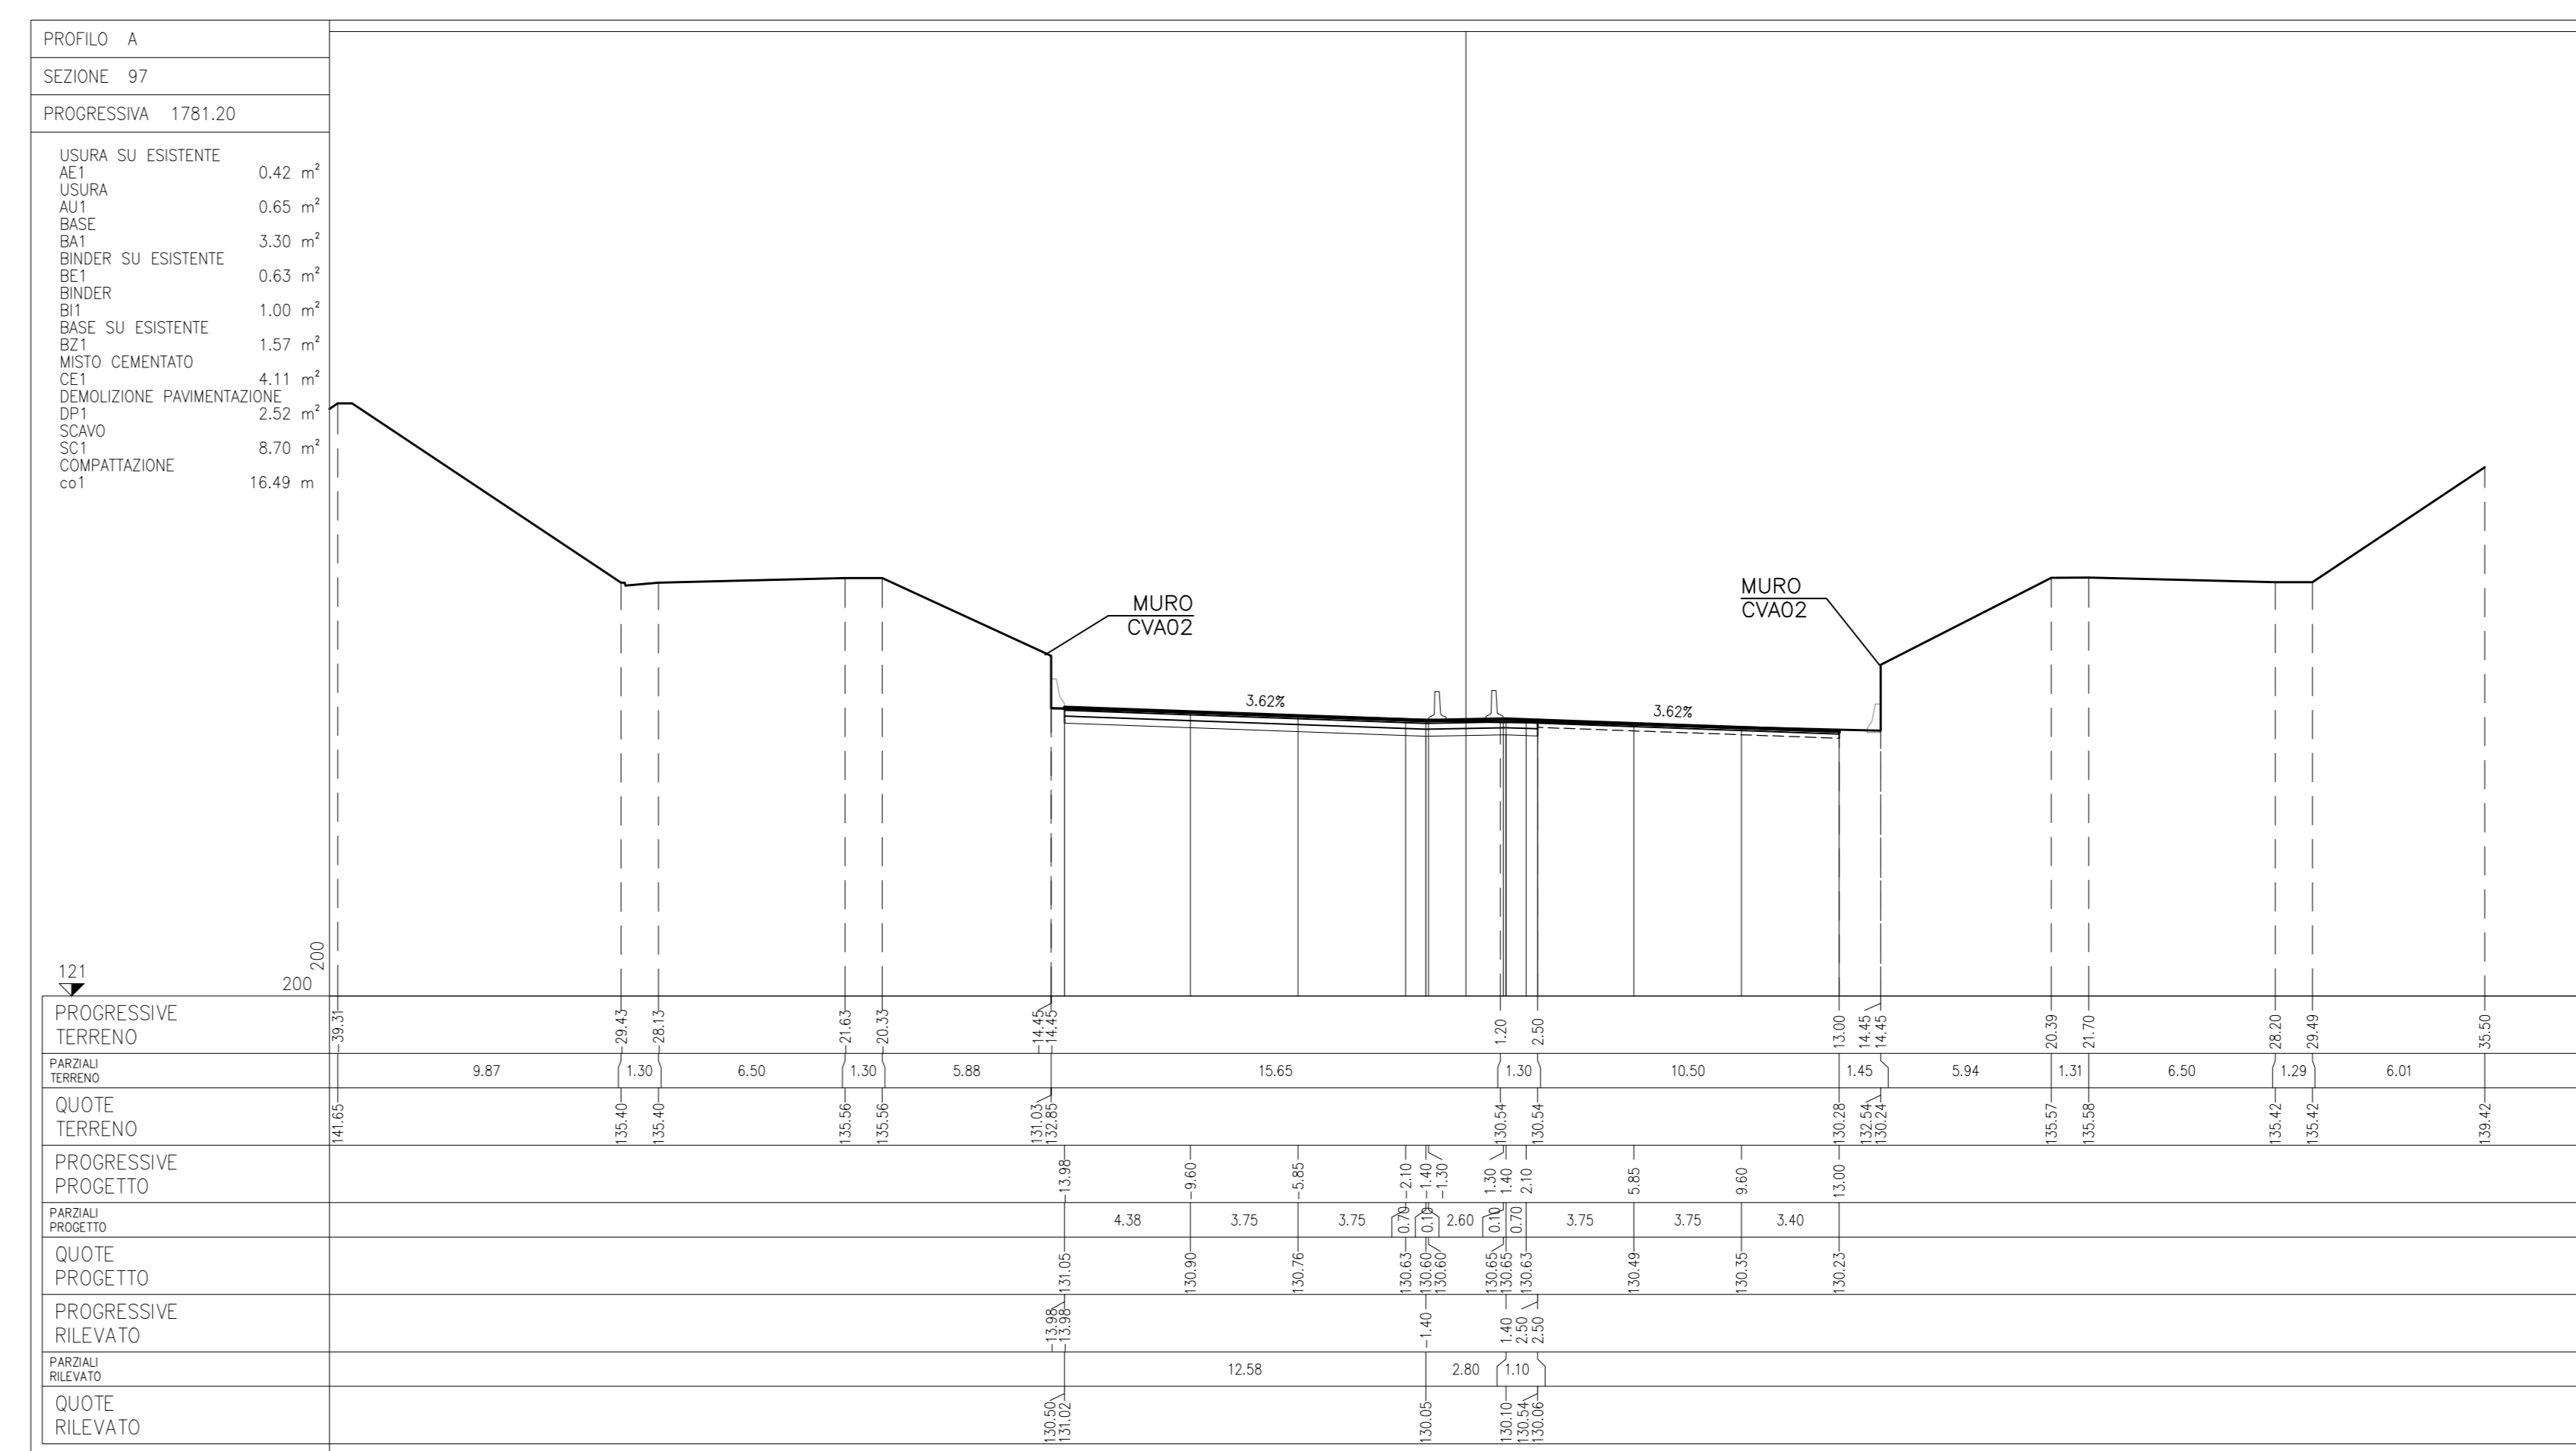 PROFILO A
SEZIONE 97
PROGRESSIVA 1781.20
USURA SU ESISTENTE
AE1 0.42 m²
USURA
AU1 0.65 m²
BASE
BA1 3.30 m²
BINDER SU ESISTENTE
BE1 0.63 m²
BINDER
BI1 1.00 m²
BASE SU ESISTENTE
BZ1 1.57 m²
MISTO CEMENTATO
CE1 4.11 m²
DEMOLIZIONE PAVIMENTAZIONE
DP1 2.52 m²
SCAVO
SC1 8.70 m²
COMPATTAZIONE
co1 16.49 m
MURO
CVA02
MURO
CVA02
3.62%
3.62%
200
121
200
PROGRESSIVE
TERRENO
-39.31 -29.43 -28.13 -21.63 -20.33 -14.45 -14.45 1.20 2.50 13.00 14.45 14.45 20.39 21.70 28.20 29.49 35.50
PARZIALI
TERRENO
9.87 1.30 6.50 1.30 5.88 15.65 1.30 10.50 1.45 5.94 1.31 6.50 1.29 6.01
QUOTE
TERRENO
141.65 135.40 135.40 135.56 135.56 131.03 132.85 130.54 130.54 130.28 132.54 130.24 135.57 135.58 135.42 135.42 139.42
PROGRESSIVE
PROGETTO
-13.98 -9.60 -5.85 -2.10 -1.40 -1.30 1.30 1.40 2.10 5.85 9.60 13.00
PARZIALI
PROGETTO
4.38 3.75 3.75 0.70 0.10 2.60 0.10 0.70 3.75 3.75 3.40
QUOTE
PROGETTO
131.05 130.90 130.76 130.63 130.60 130.60 130.65 130.65 130.63 130.49 130.35 130.23
PROGRESSIVE
RILEVATO
-13.98 -13.98 -1.40 1.40 2.50 2.50
PARZIALI
RILEVATO
12.58 2.80 1.10
QUOTE
RILEVATO
130.50 131.02 130.05 130.10 130.54 130.06